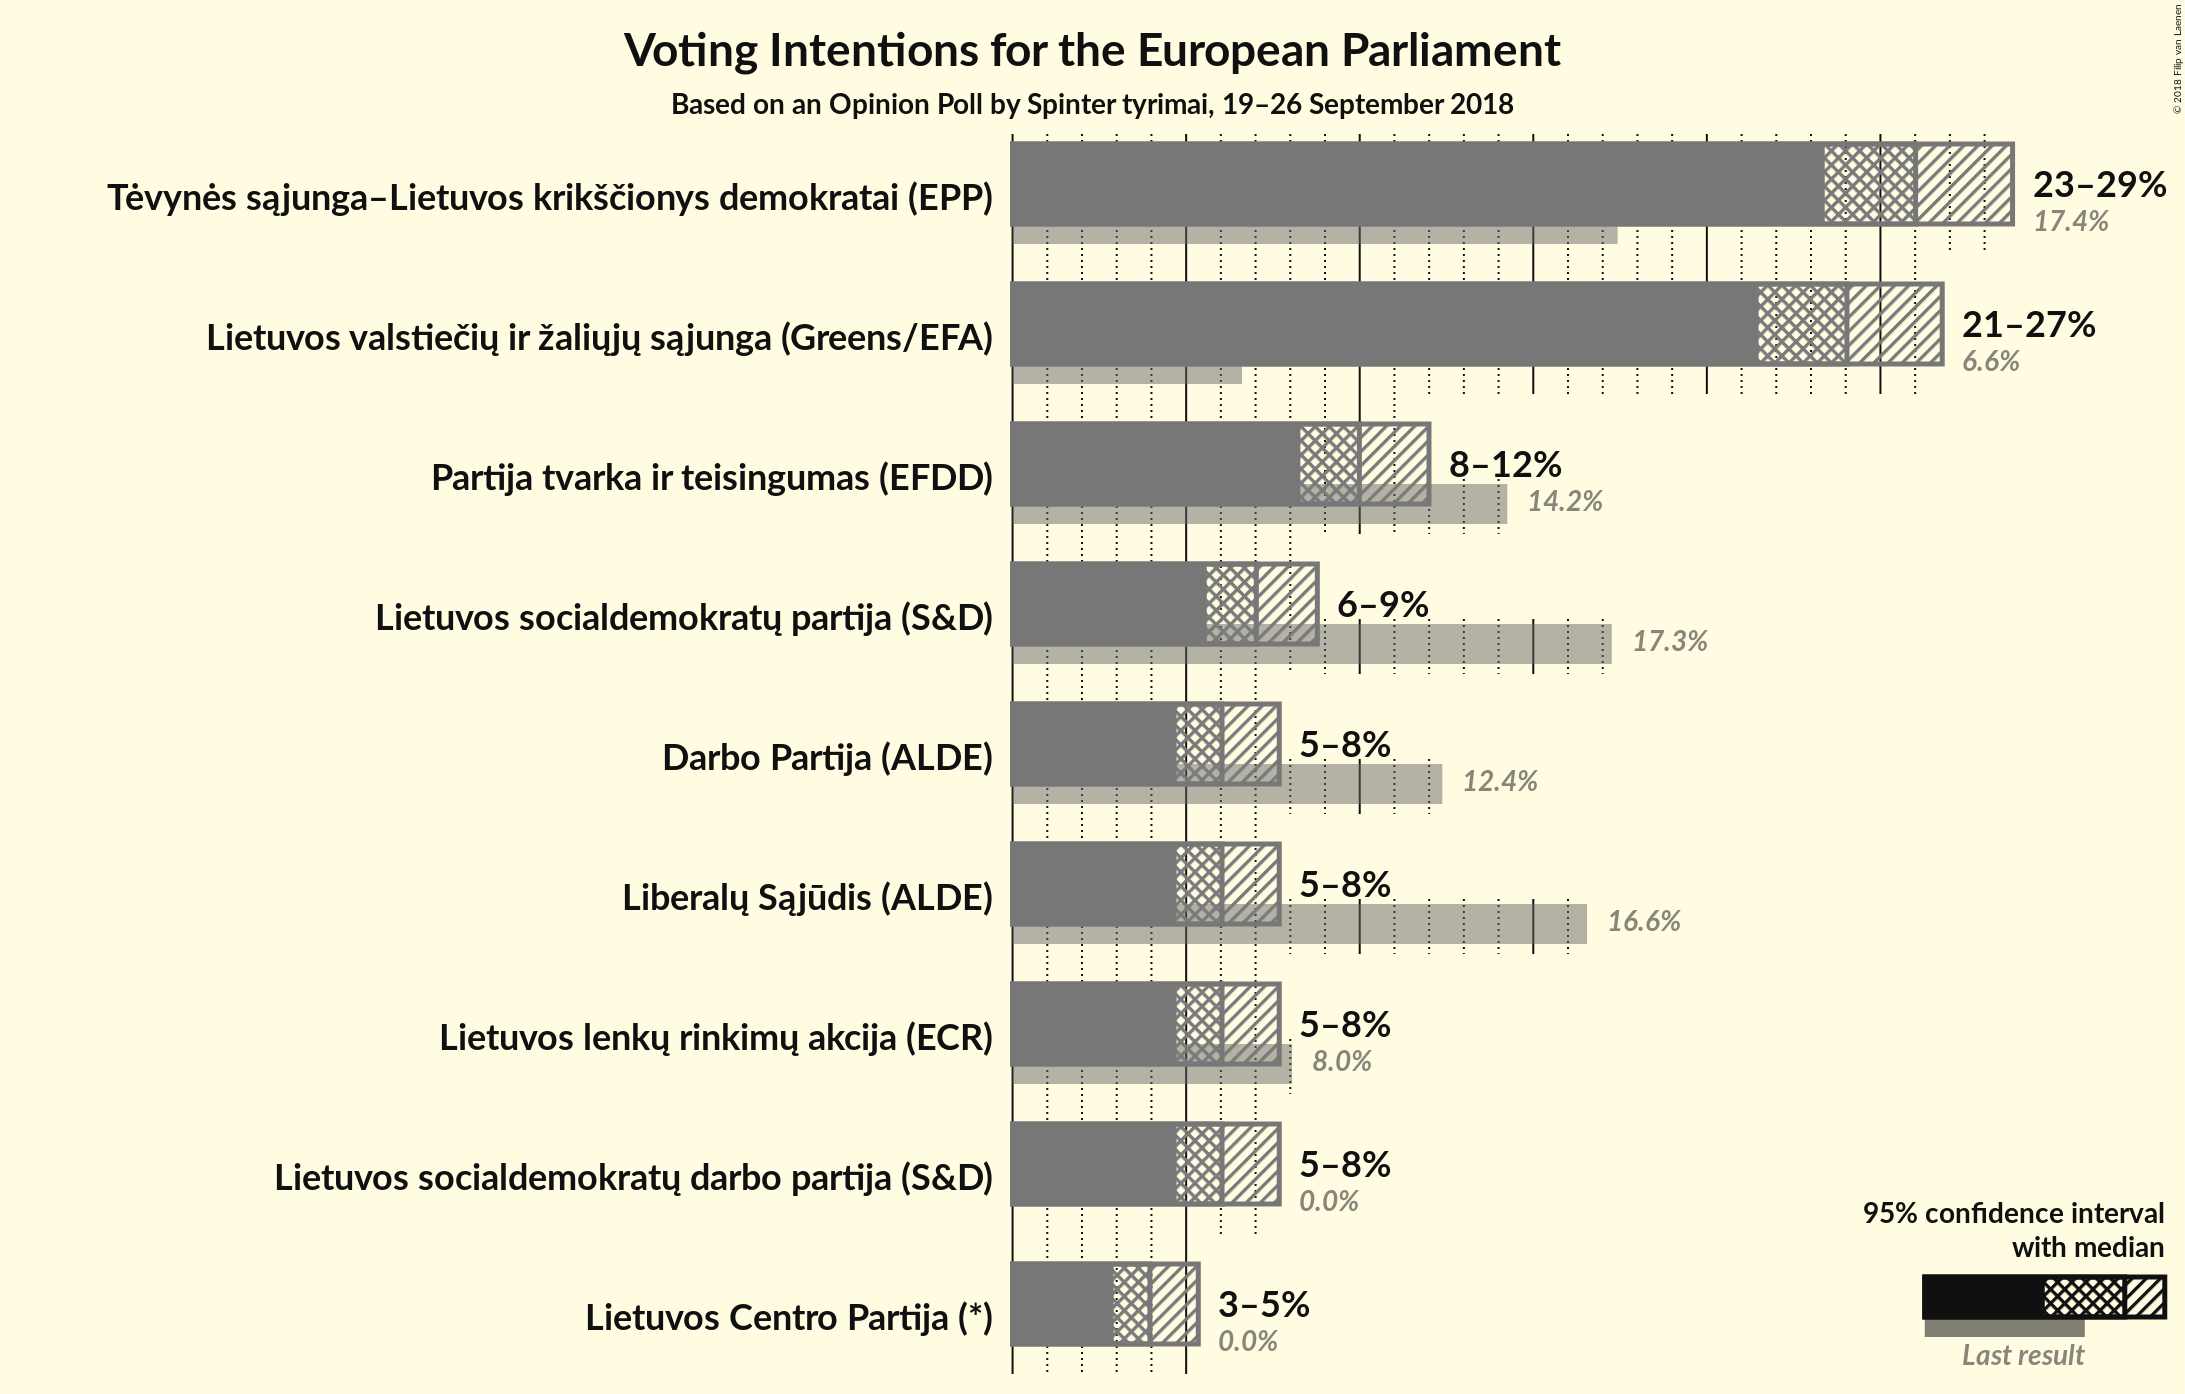 Voting Intentions for the European Parliament
Based on an Opinion Poll by Spinter tyrimai, 19–26 September 2018
© 2018 Filip van Laenen
Tėvynės sąjunga–Lietuvos krikščionys demokratai (EPP)
23–29%
17.4%
Lietuvos valstiečių ir žaliųjų sąjunga (Greens/EFA)
21–27%
6.6%
Partija tvarka ir teisingumas (EFDD)
8–12%
14.2%
Lietuvos socialdemokratų partija (S&D)
6–9%
17.3%
Darbo Partija (ALDE)
5–8%
12.4%
Liberalų Sąjūdis (ALDE)
5–8%
16.6%
Lietuvos lenkų rinkimų akcija (ECR)
5–8%
8.0%
Lietuvos socialdemokratų darbo partija (S&D)
5–8%
0.0%
Lietuvos Centro Partija (*)
3–5%
0.0%
95% confidence interval
with median
Last result